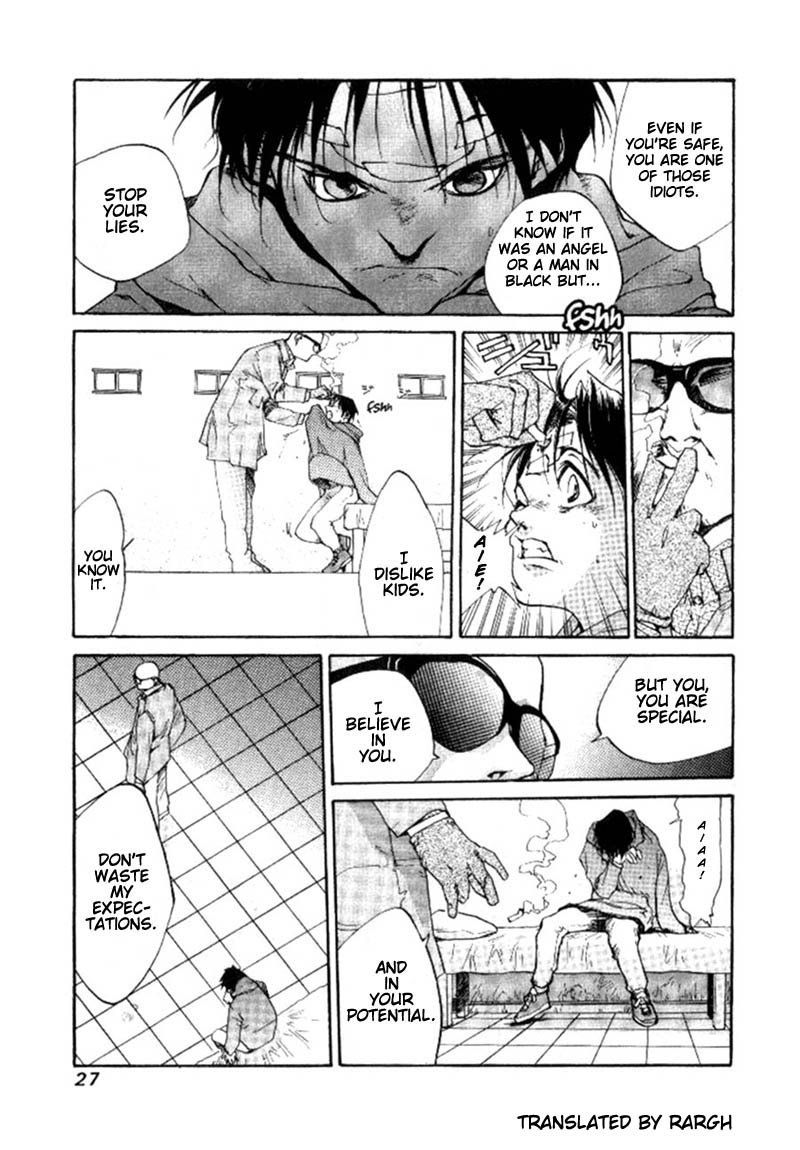 EVEN IF
YOU'RE SAFE,
YOU ARE ONE
OF THOSE
IDIOTS.
I DON'T
KNOW IF IT
WAS AN ANGEL
OR A MAN IN
BLACK BUT...
STOP
YOUR
LIES.
fshh
AIE!
fshh
I
DISLIKE
KIDS.
YOU
KNOW
IT.
BUT YOU,
YOU ARE
SPECIAL.
I
BELIEVE
IN
YOU.
AIAA!
AND
IN
YOUR
POTENTIAL.
DON'T
WASTE
MY
EXPEC-
TATIONS.
27
TRANSLATED BY RARGH